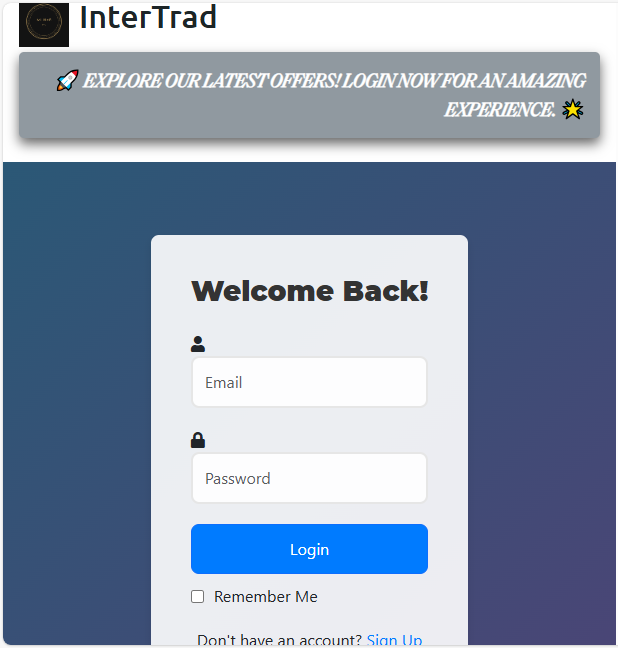 InterTrad
🚀 EXPLORE OUR LATEST OFFERS! LOGIN NOW FOR AN AMAZING
EXPERIENCE. 🌟
Welcome Back!
Email
Password
Login
Remember Me
Don't have an account? Sign Up